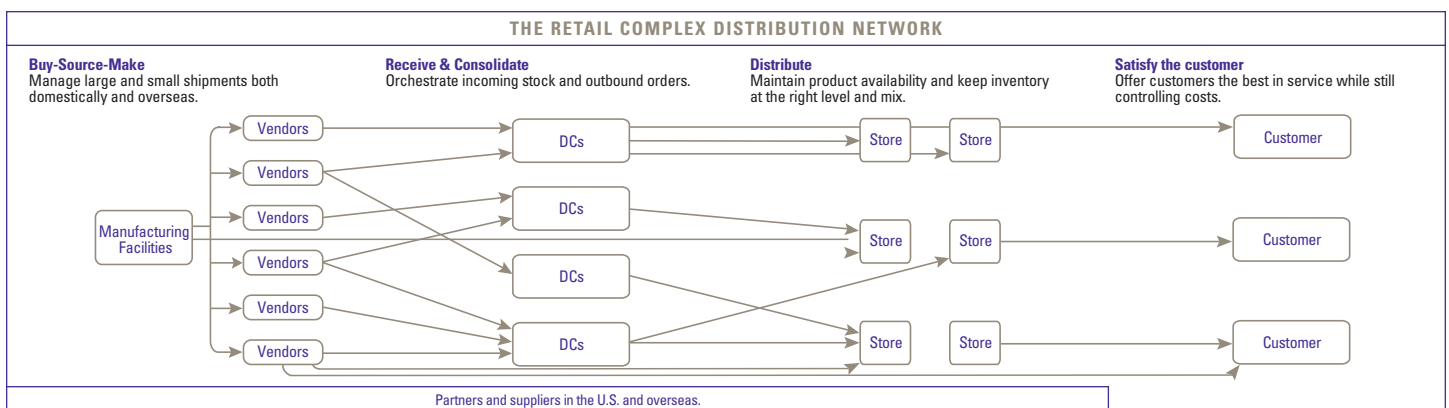 THE RETAIL COMPLEX DISTRIBUTION NETWORK
Buy-Source-Make
Manage large and small shipments both
domestically and overseas.
Receive & Consolidate
Orchestrate incoming stock and outbound orders.
Distribute
Maintain product availability and keep inventory
at the right level and mix.
Satisfy the customer
Offer customers the best in service while still
controlling costs.
Manufacturing
Facilities
Vendors
Vendors
Vendors
Vendors
Vendors
Vendors
DCs
DCs
DCs
DCs
Store
Store
Store
Store
Store
Store
Customer
Customer
Customer
Partners and suppliers in the U.S. and overseas.